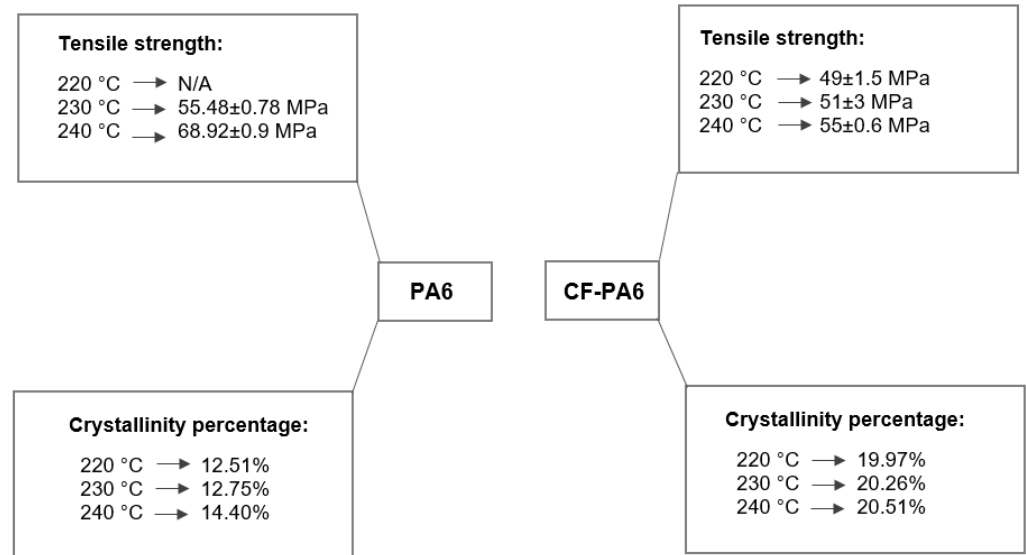 Tensile strength:
220 °C → N/A
230 °C → 55.48±0.78 MPa
240 °C → 68.92±0.9 MPa
Tensile strength:
220 °C → 49±1.5 MPa
230 °C → 51±3 MPa
240 °C → 55±0.6 MPa
PA6
CF-PA6
Crystallinity percentage:
220 °C → 12.51%
230 °C → 12.75%
240 °C → 14.40%
Crystallinity percentage:
220 °C → 19.97%
230 °C → 20.26%
240 °C → 20.51%